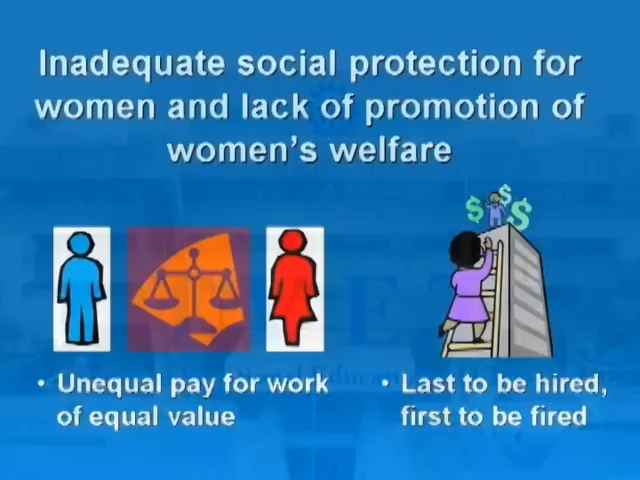 Inadequate social protection for
women and lack of promotion of
women's welfare
$ $ $
• Unequal pay for work
of equal value
• Last to be hired,
first to be fired